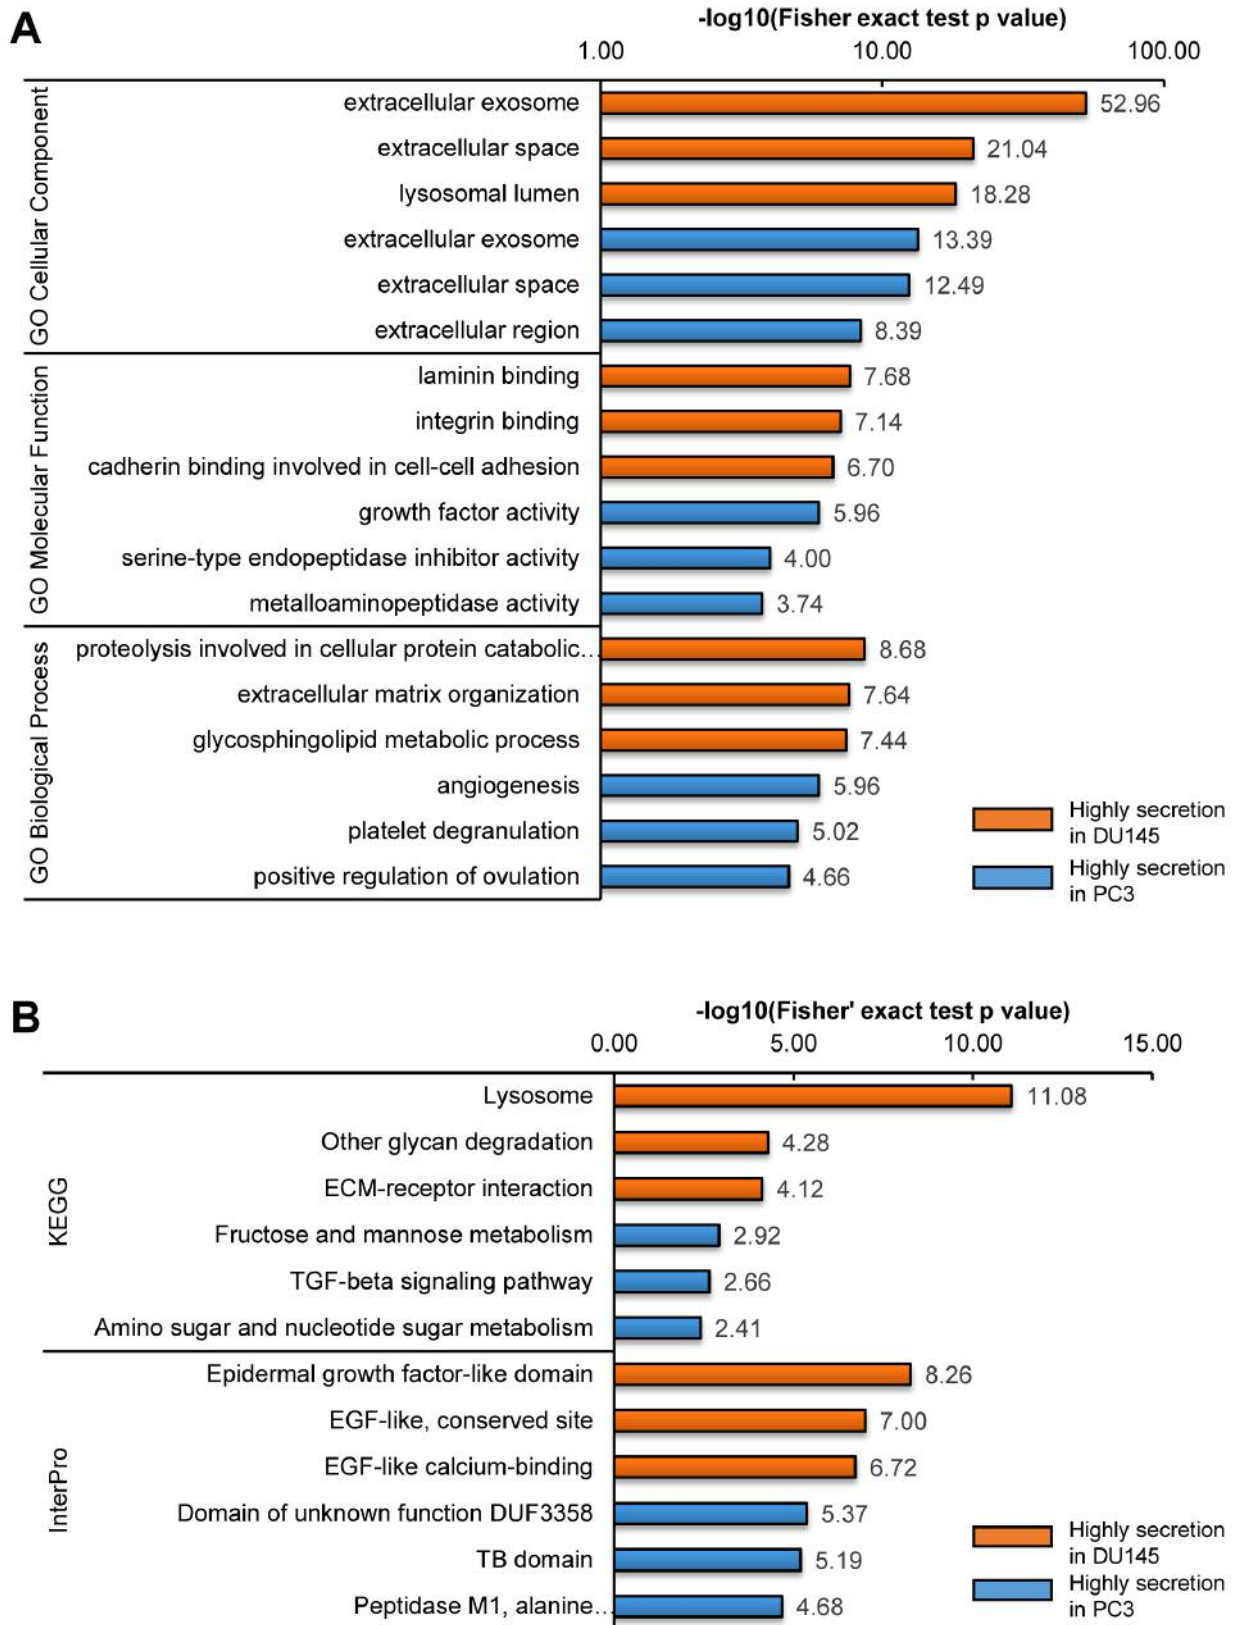 A
-log10(Fisher exact test p value)
1.00 10.00 100.00
GO Cellular Component
extracellular exosome 52.96
extracellular space 21.04
lysosomal lumen 18.28
extracellular exosome 13.39
extracellular space 12.49
extracellular region 8.39
GO Molecular Function
laminin binding 7.68
integrin binding 7.14
cadherin binding involved in cell-cell adhesion 6.70
growth factor activity 5.96
serine-type endopeptidase inhibitor activity 4.00
metalloaminopeptidase activity 3.74
GO Biological Process
proteolysis involved in cellular protein catabolic... 8.68
extracellular matrix organization 7.64
glycosphingolipid metabolic process 7.44
angiogenesis 5.96
platelet degranulation 5.02
positive regulation of ovulation 4.66
Highly secretion
in DU145
Highly secretion
in PC3
B
-log10(Fisher' exact test p value)
0.00 5.00 10.00 15.00
KEGG
Lysosome 11.08
Other glycan degradation 4.28
ECM-receptor interaction 4.12
Fructose and mannose metabolism 2.92
TGF-beta signaling pathway 2.66
Amino sugar and nucleotide sugar metabolism 2.41
InterPro
Epidermal growth factor-like domain 8.26
EGF-like, conserved site 7.00
EGF-like calcium-binding 6.72
Domain of unknown function DUF3358 5.37
TB domain 5.19
Peptidase M1, alanine... 4.68
Highly secretion
in DU145
Highly secretion
in PC3